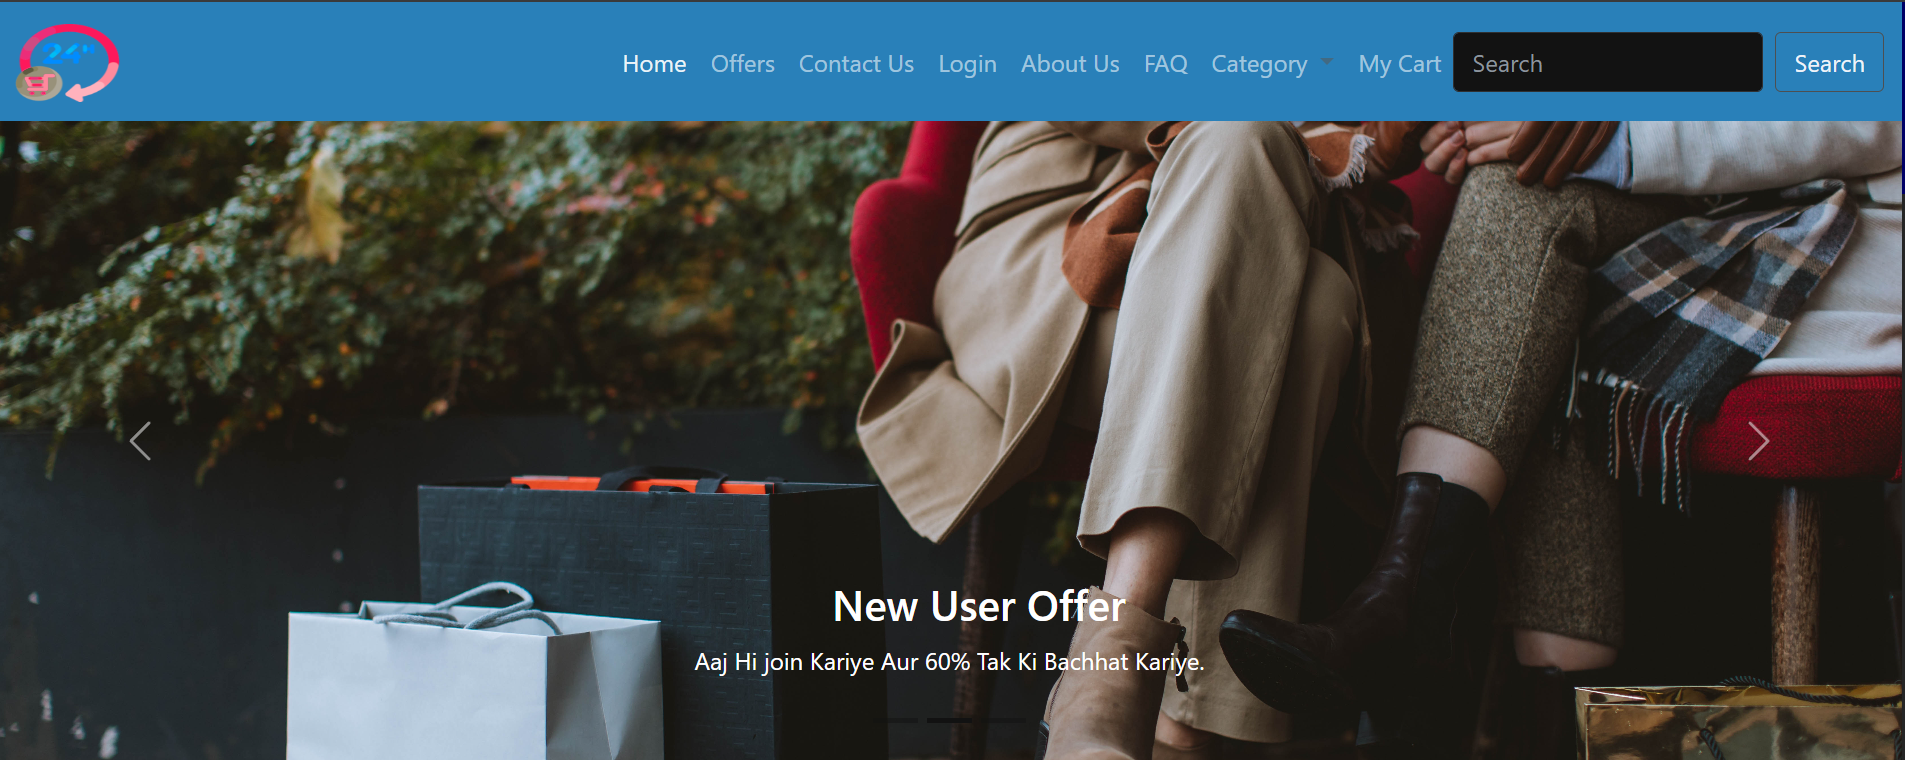 24
Home Offers Contact Us Login About Us FAQ Category My Cart Search Search
New User Offer
Aaj Hi join Kariye Aur 60% Tak Ki Bachhat Kariye.